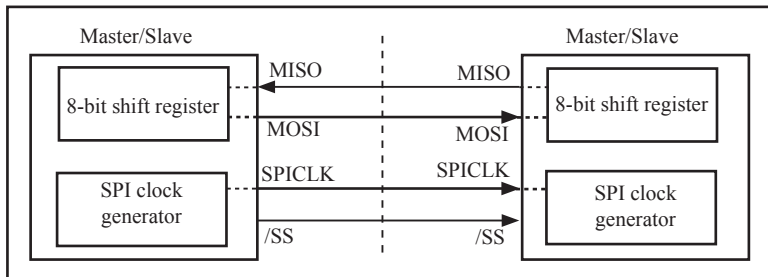 Master/Slave
Master/Slave
MISO
MISO
8-bit shift register
8-bit shift register
MOSI
MOSI
SPICLK
SPICLK
SPI clock
generator
SPI clock
generator
/SS
/SS